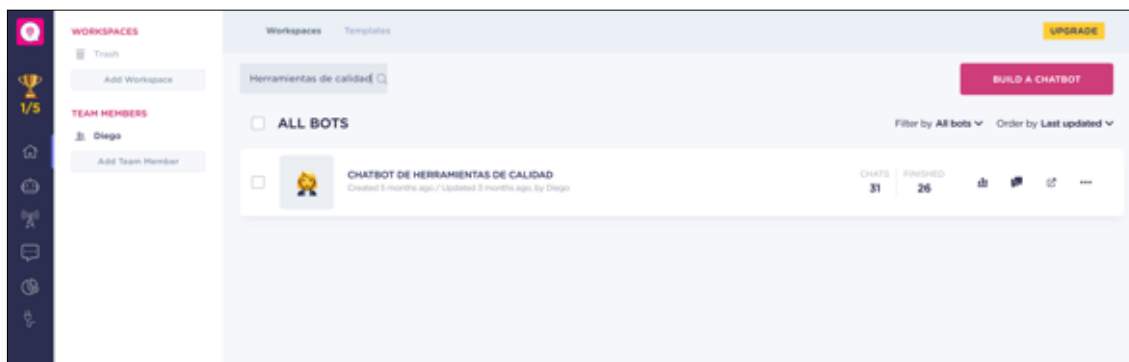 WORKSPACES
Trash
Add Workspace
TEAM MEMBERS
Diego
Add Team Member
1/5
Workspaces Templates
UPGRADE
Herramientas de calidad
BUILD A CHATBOT
ALL BOTS
Filter by All bots Order by Last updated
CHATBOT DE HERRAMIENTAS DE CALIDAD
Created 5 months ago / Updated 3 months ago, by Diego
CHATS FINISHED
31 26